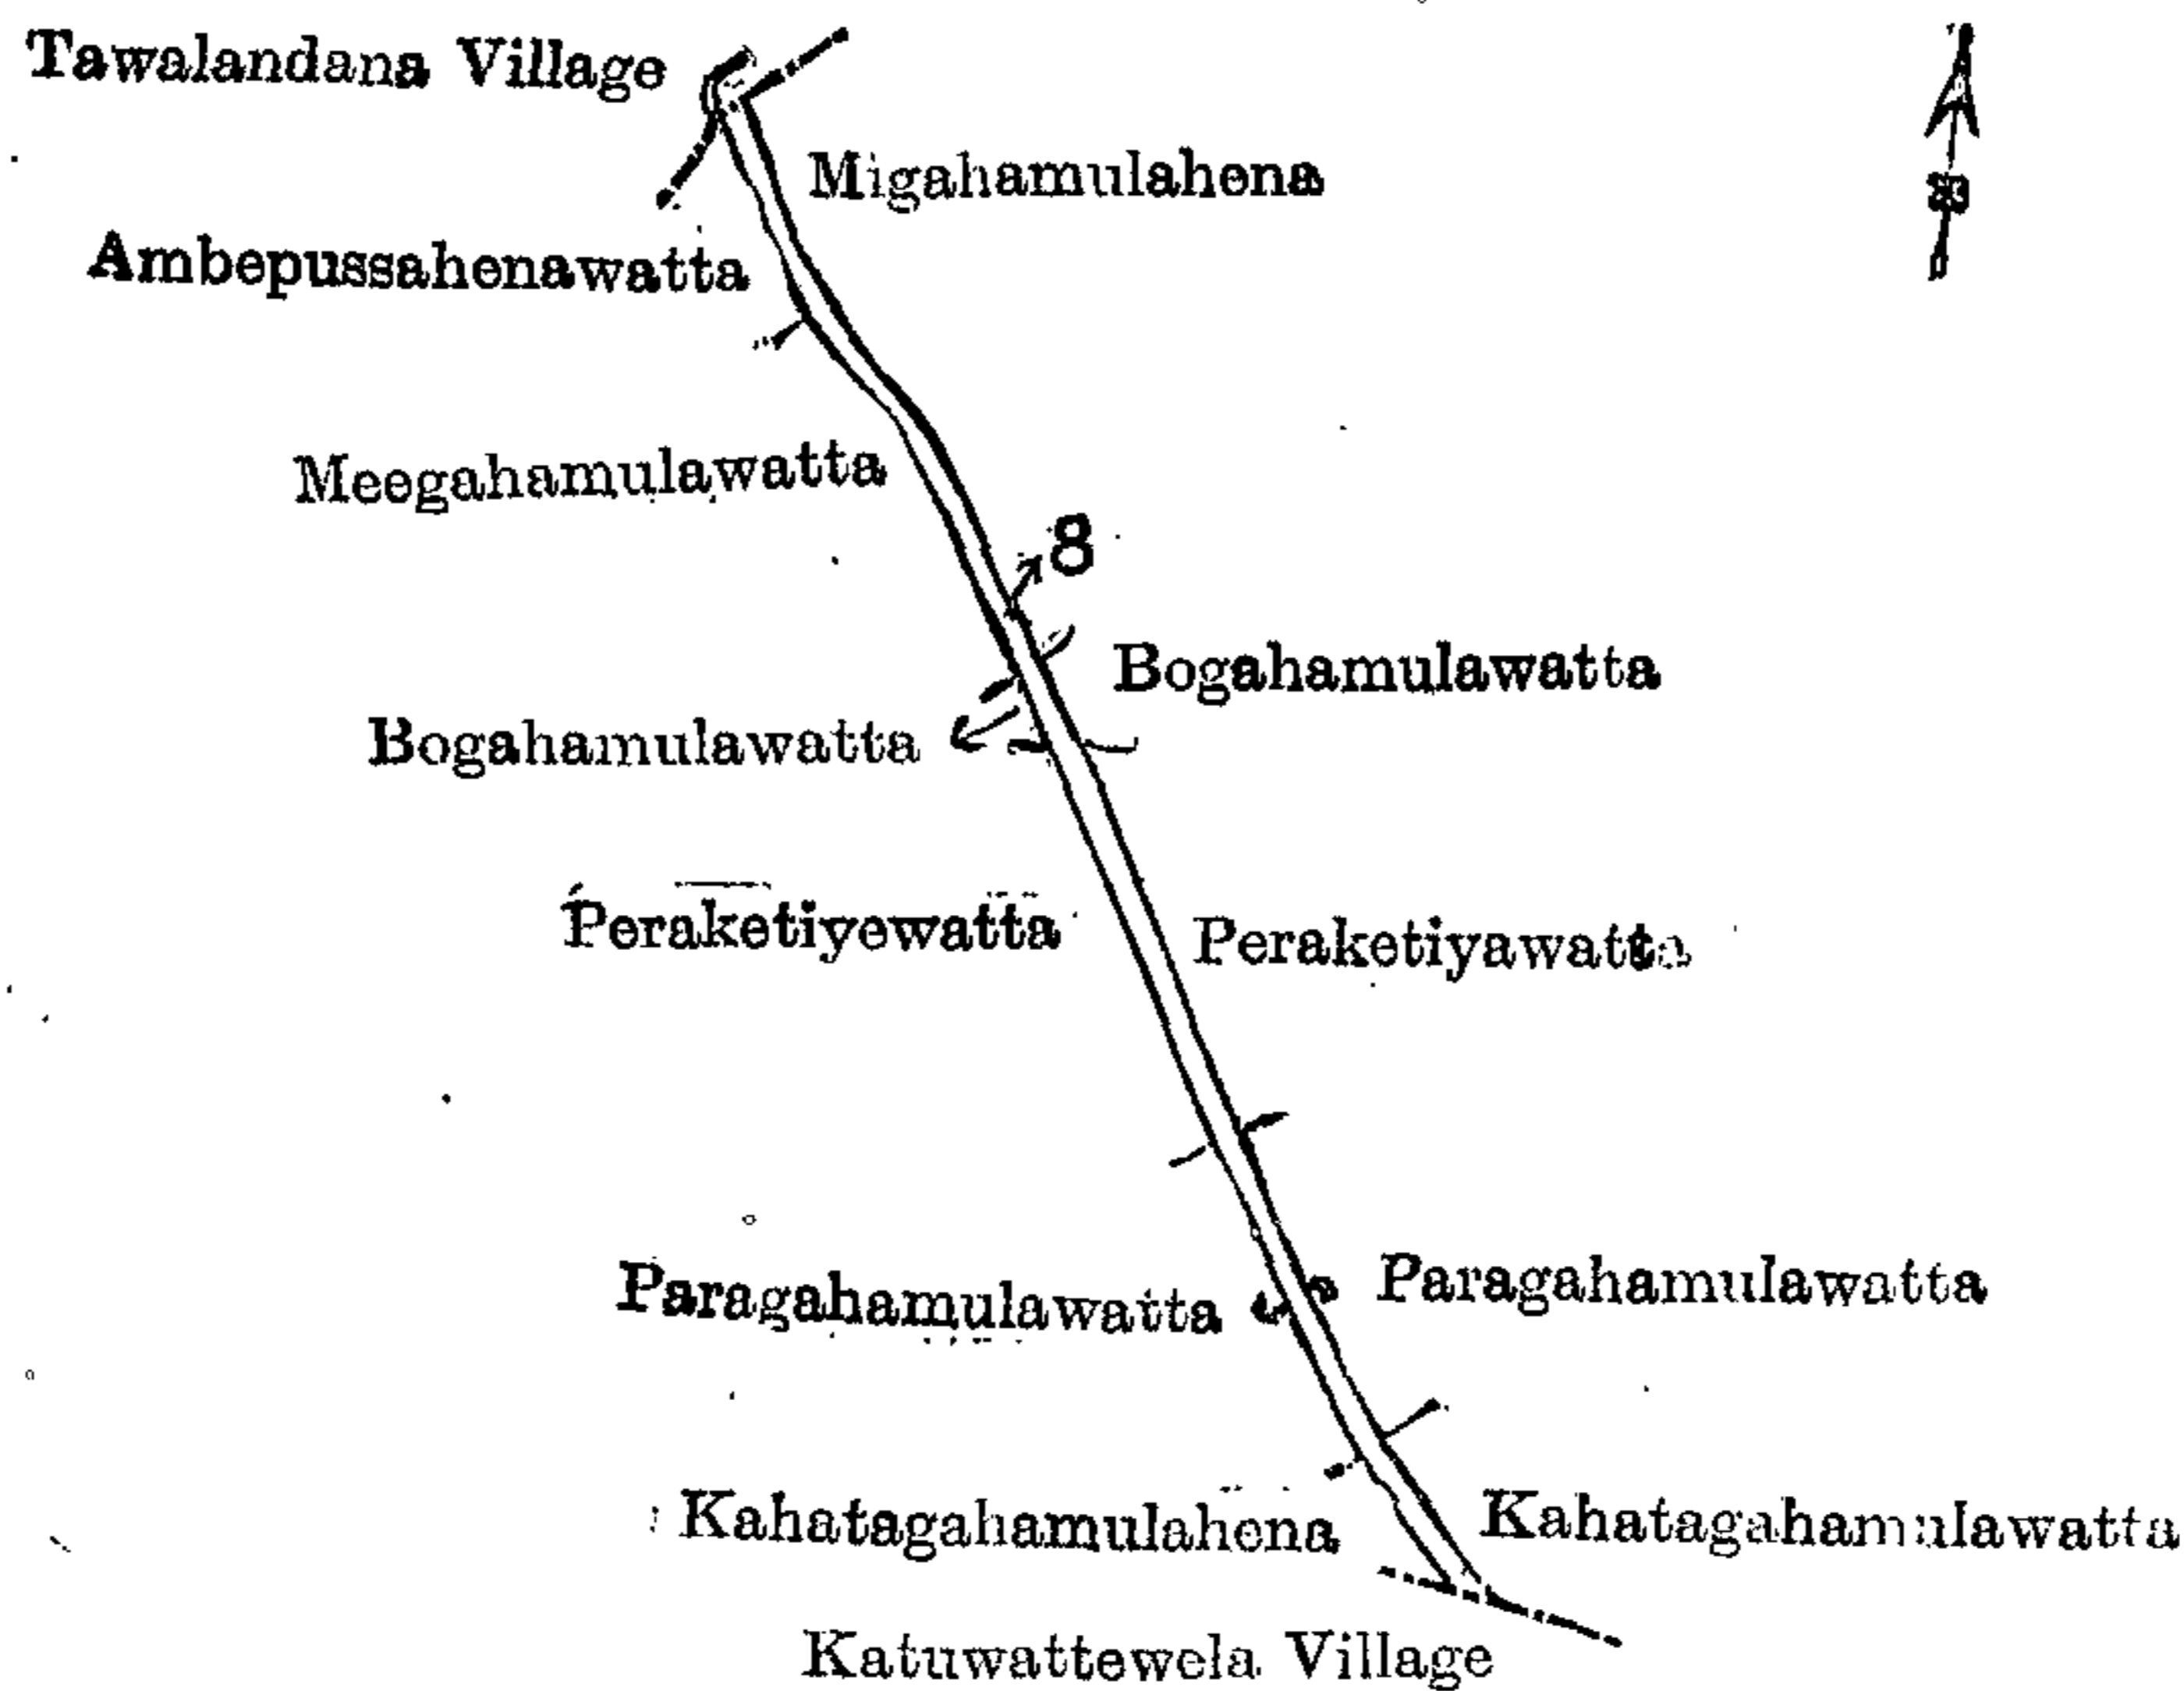 Tawalandana Village
Migahamulahena
Ambepussahenawatta
Meegahamulawatta
8
Bogahamulawatta
Bogahamulawatta
Peraketiyewatta
Peraketiyawatta
Paragahamulawatta
Paragahamulawatta
Kahatagahamulahena
Kahatagahamulawatta
Katuwattewela Village